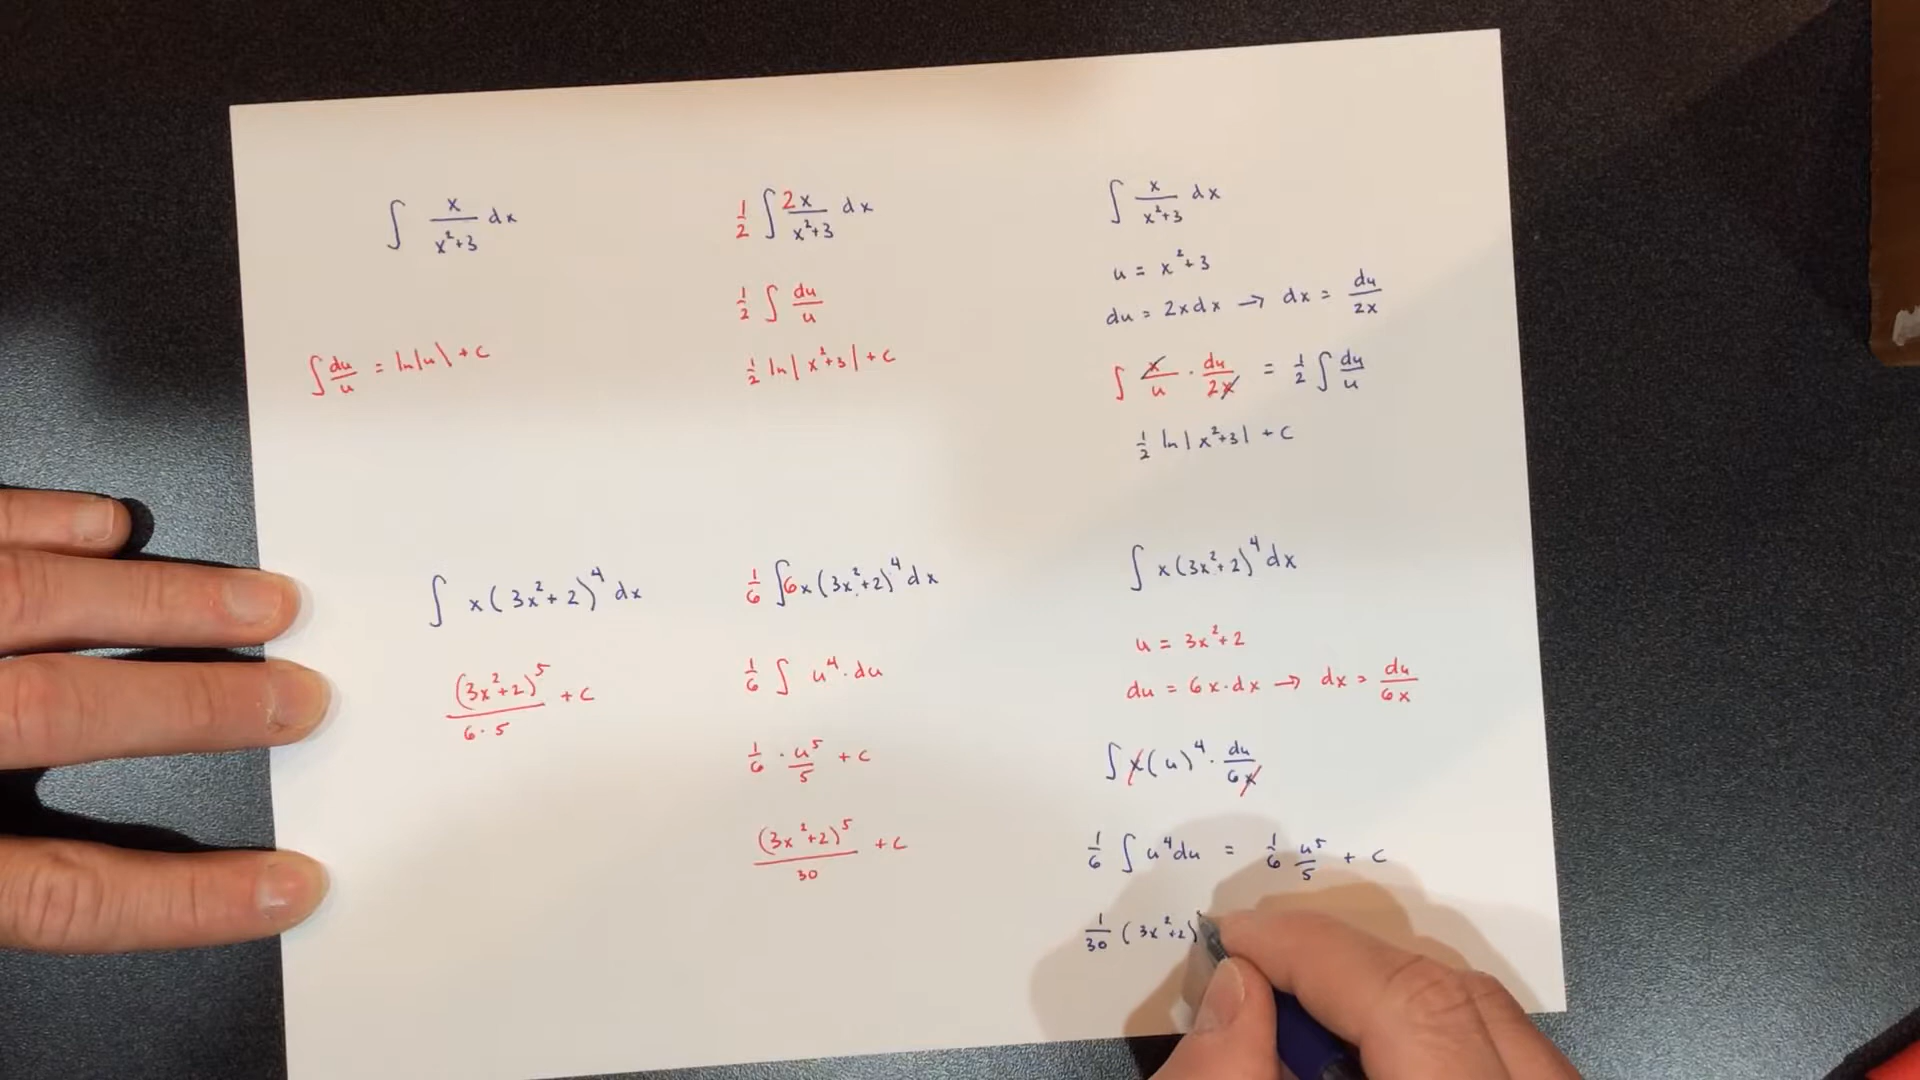 ∫ x/(x²+3) dx
∫ du/u = ln|u| + C
1/2 ∫ 2x/(x²+3) dx
1/2 ∫ du/u
1/2 ln|x²+3| + C
∫ x/(x²+3) dx
u = x²+3
du = 2x dx → dx = du/2x
∫ x/u · du/2x = 1/2 ∫ du/u
1/2 ln|x²+3| + C
∫ x(3x²+2)⁴ dx
(3x²+2)⁵/(6·5) + C
1/6 ∫ 6x(3x²+2)⁴ dx
1/6 ∫ u⁴·du
1/6 · u⁵/5 + C
(3x²+2)⁵/30 + C
∫ x(3x²+2)⁴ dx
u = 3x²+2
du = 6x·dx → dx = du/6x
∫ x(u)⁴ · du/6x
1/6 ∫ u⁴du = 1/6 u⁵/5 + C
1/30 (3x²+2)